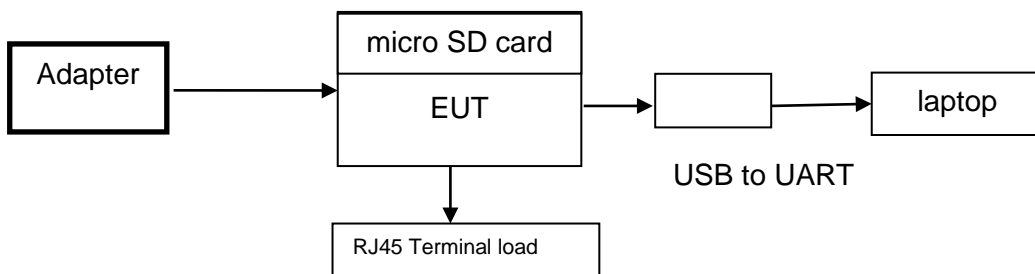 micro SD card
Adapter
EUT
laptop
USB to UART
RJ45 Terminal load